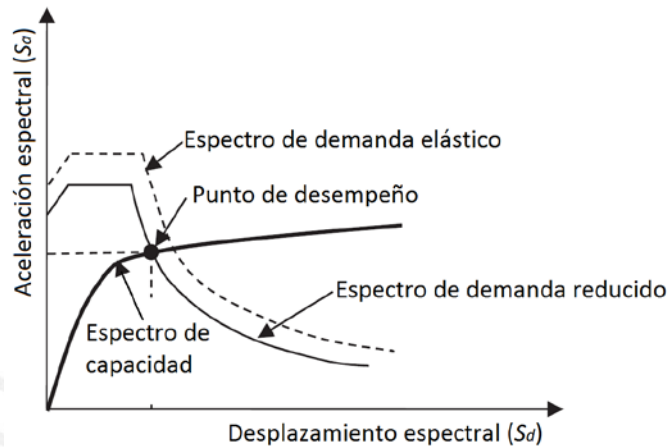 Aceleración espectral (Sa)
Espectro de demanda elástico
Punto de desempeño
Espectro de demanda reducido
Espectro de
capacidad
Desplazamiento espectral (Sd)